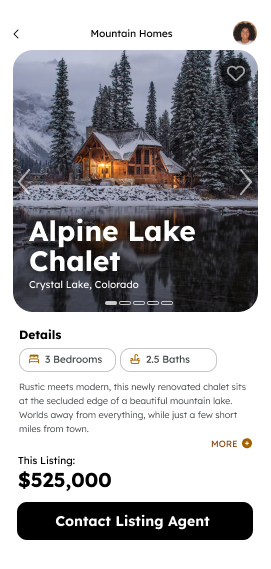 Mountain Homes
Alpine Lake
Chalet
Crystal Lake, Colorado
Details
3 Bedrooms
2.5 Baths
Rustic meets modern, this newly renovated chalet sits
at the secluded edge of a beautiful mountain lake.
Worlds away from everything, while just a few short
miles from town.
MORE
This Listing:
$525,000
Contact Listing Agent